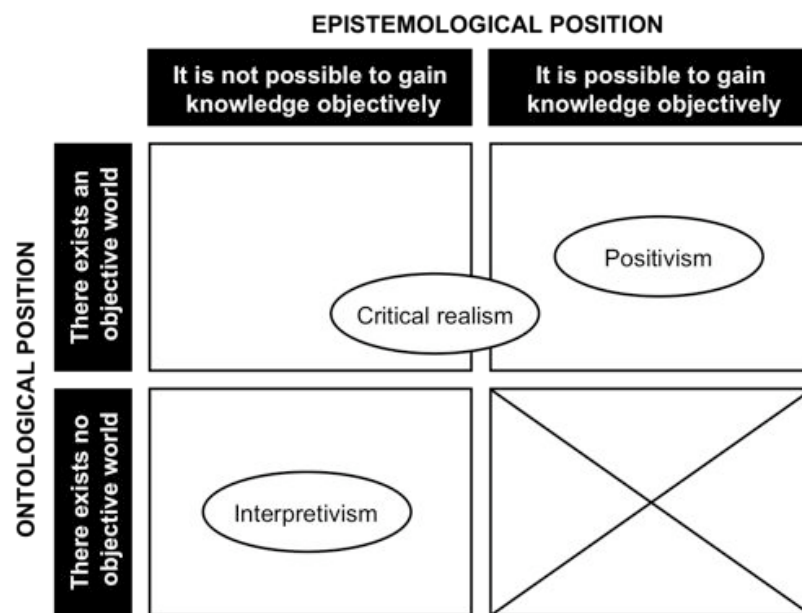 EPISTEMOLOGICAL POSITION
It is not possible to gain
knowledge objectively
It is possible to gain
knowledge objectively
ONTOLOGICAL POSITION
There exists an
objective world
Positivism
Critical realism
There exists no
objective world
Interpretivism